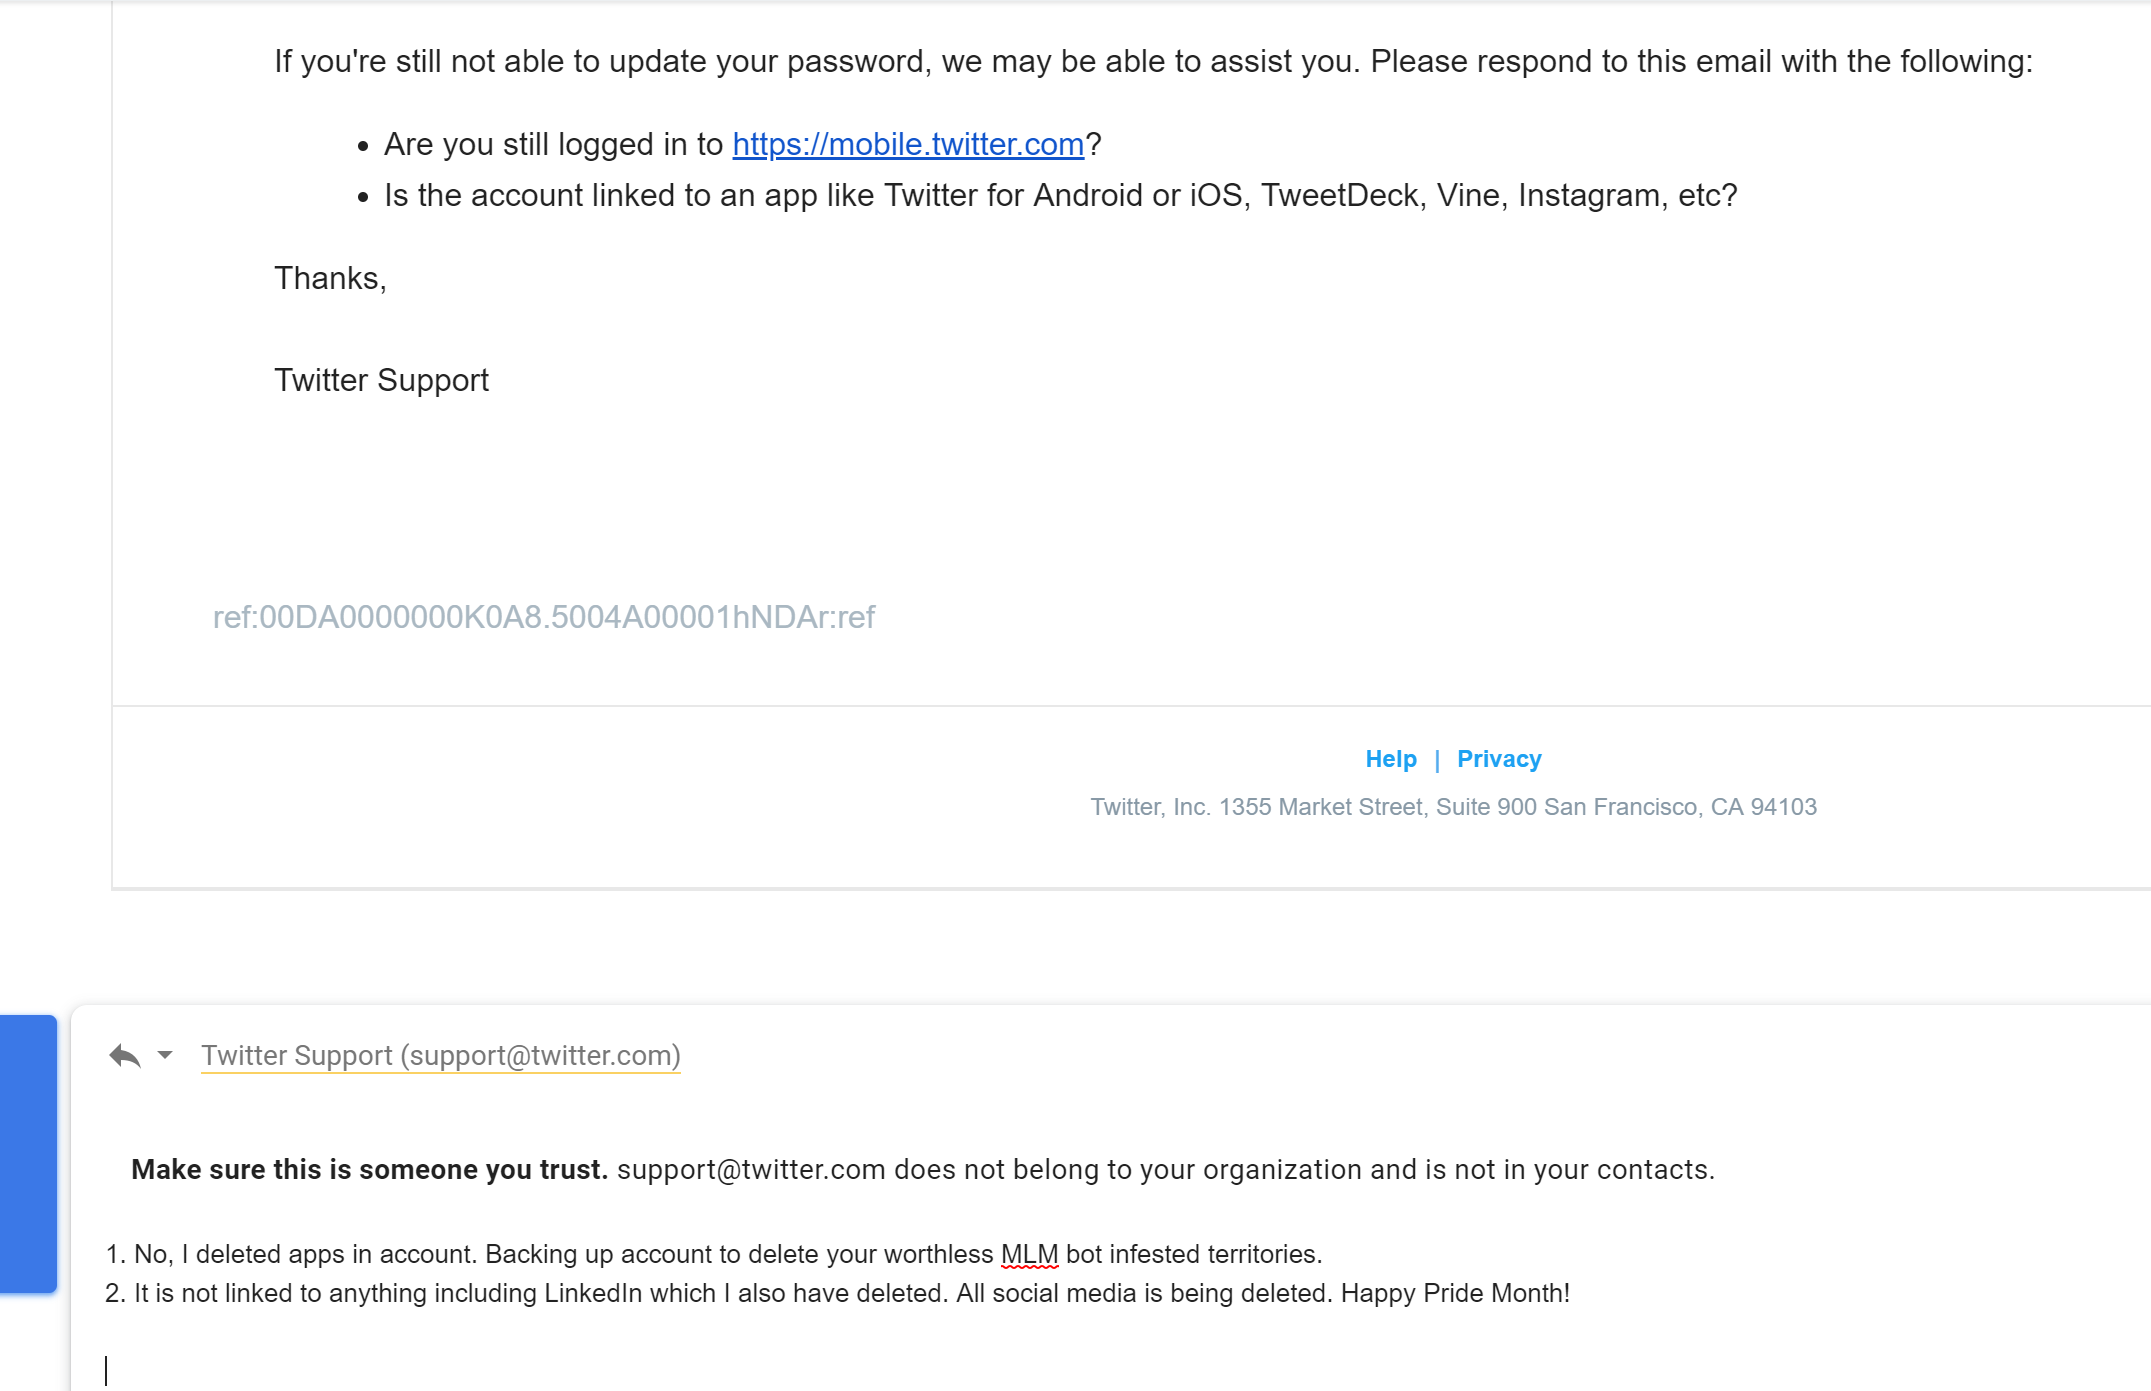 If you're still not able to update your password, we may be able to assist you. Please respond to this email with the following:
• Are you still logged in to https://mobile.twitter.com?
• Is the account linked to an app like Twitter for Android or iOS, TweetDeck, Vine, Instagram, etc?
Thanks,
Twitter Support
ref:00DA0000000K0A8.5004A00001hNDAr:ref
Help | Privacy
Twitter, Inc. 1355 Market Street, Suite 900 San Francisco, CA 94103
Twitter Support (support@twitter.com)
Make sure this is someone you trust. support@twitter.com does not belong to your organization and is not in your contacts.
1. No, I deleted apps in account. Backing up account to delete your worthless MLM bot infested territories.
2. It is not linked to anything including LinkedIn which I also have deleted. All social media is being deleted. Happy Pride Month!